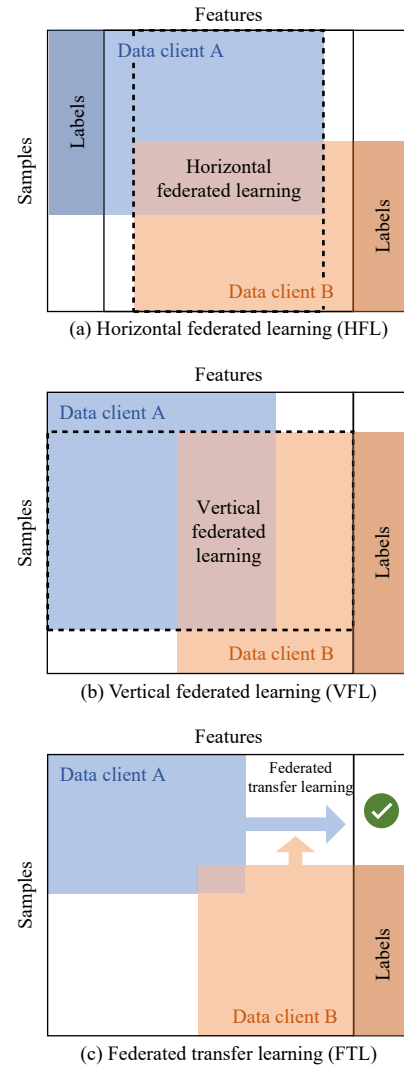 Features
Data client A
Labels
Samples
Horizontal
federated learning
Labels
Data client B
(a) Horizontal federated learning (HFL)
Features
Data client A
Samples
Vertical
federated
learning
Labels
Data client B
(b) Vertical federated learning (VFL)
Features
Data client A
Federated
transfer learning
Samples
Labels
Data client B
(c) Federated transfer learning (FTL)